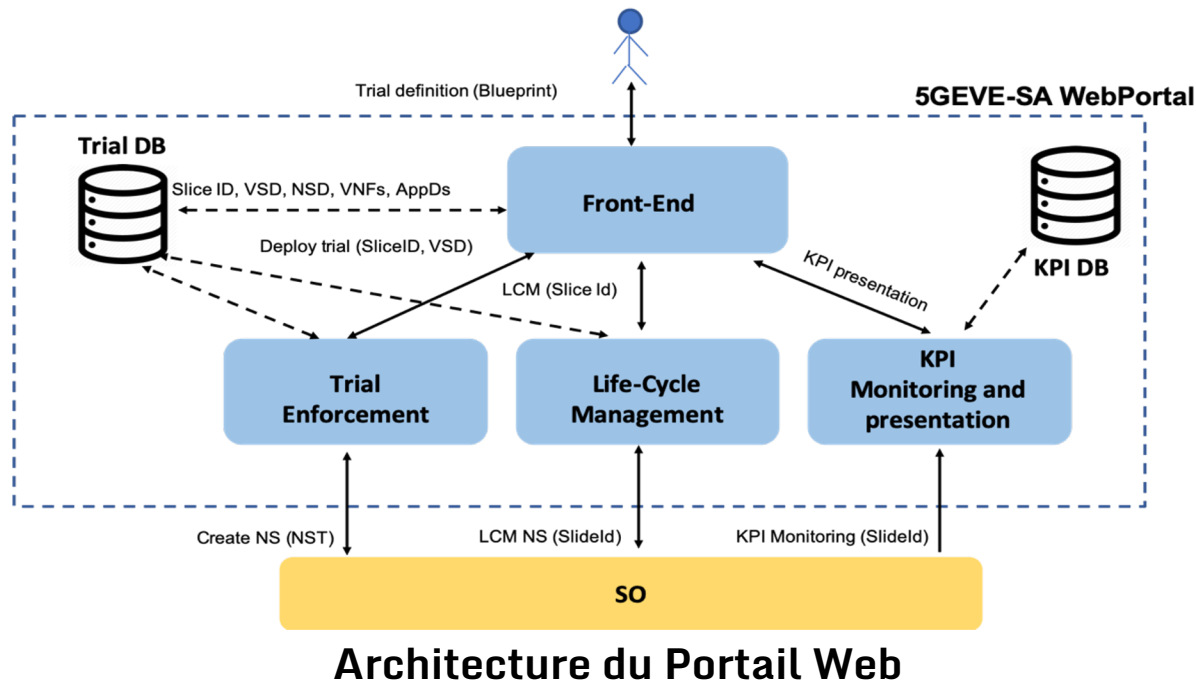 Trial definition (Blueprint)
5GEVE-SA WebPortal
Trial DB
Slice ID, VSD, NSD, VNFs, AppDs
Front-End
KPI DB
Deploy trial (SliceID, VSD)
LCM (Slice Id)
KPI presentation
Trial
Enforcement
Life-Cycle
Management
KPI
Monitoring and
presentation
Create NS (NST)
LCM NS (SlideId)
KPI Monitoring (SlideId)
SO
Architecture du Portail Web